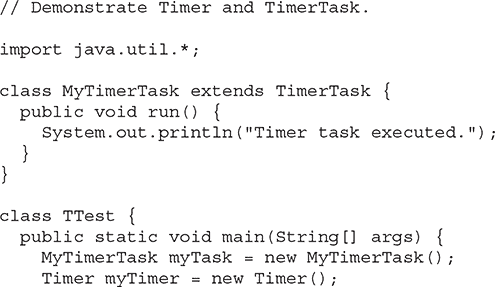 // Demonstrate Timer and TimerTask.

import java.util.*;

class MyTimerTask extends TimerTask {
  public void run() {
    System.out.println("Timer task executed.");
  }
}

class TTest {
  public static void main(String[] args) {
    MyTimerTask myTask = new MyTimerTask();
    Timer myTimer = new Timer();